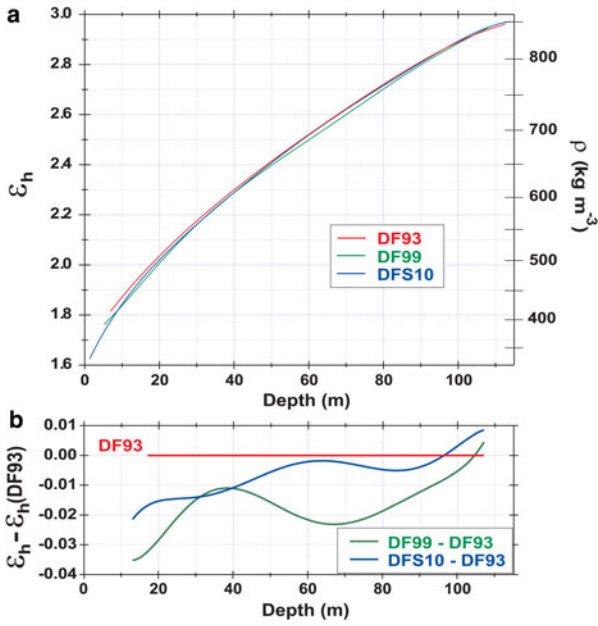 a
3.0
2.8
2.6
2.4
2.2
2.0
1.8
1.6
εh
800
700
600
500
400
ρ (kg m-3)
DF93
DF99
DFS10
0 20 40 60 80 100
Depth (m)
b
0.01
0.00
-0.01
-0.02
-0.03
-0.04
εh - εh(DF93)
DF93
DF99 - DF93
DFS10 - DF93
0 20 40 60 80 100
Depth (m)